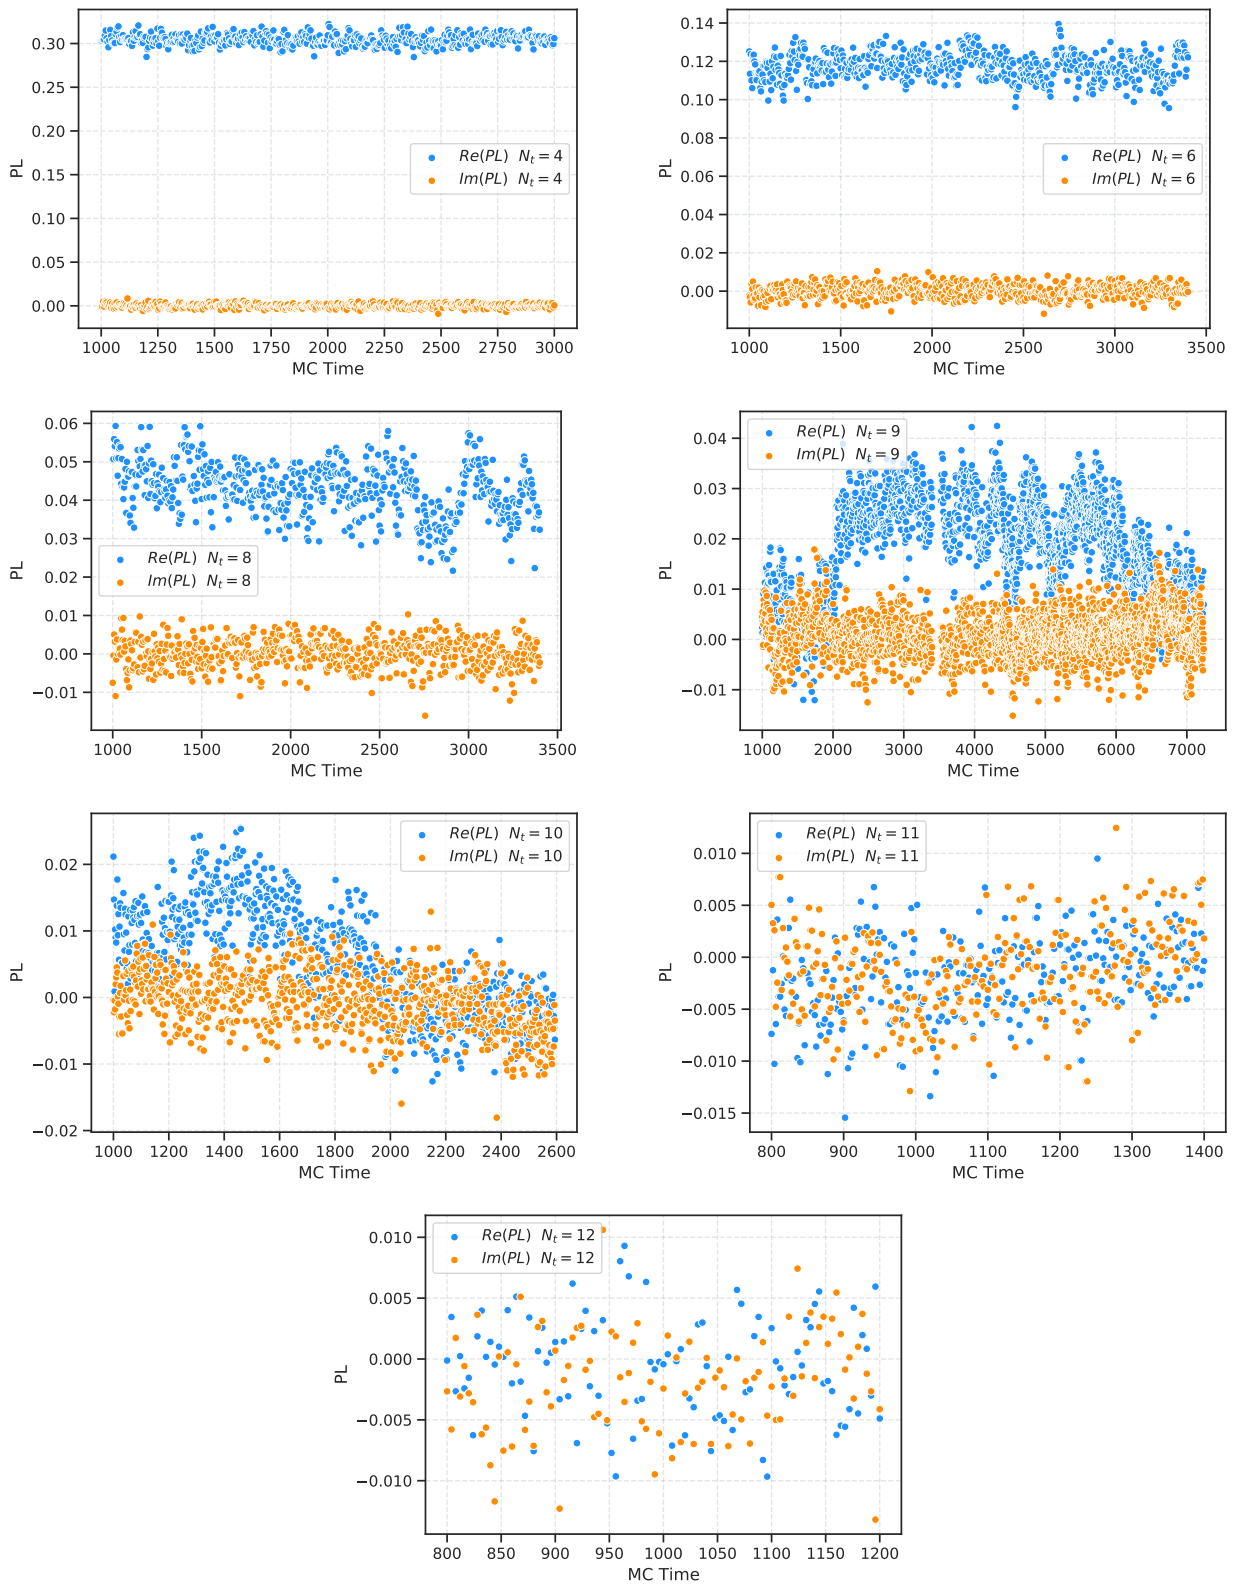 PL
0.30
0.25
0.20
0.15
0.10
0.05
0.00
Re(PL) N_t = 4
Im(PL) N_t = 4
1000 1250 1500 1750 2000 2250 2500 2750 3000
MC Time
PL
0.14
0.12
0.10
0.08
0.06
0.04
0.02
0.00
Re(PL) N_t = 6
Im(PL) N_t = 6
1000 1500 2000 2500 3000 3500
MC Time
PL
0.06
0.05
0.04
0.03
0.02
0.01
0.00
−0.01
Re(PL) N_t = 8
Im(PL) N_t = 8
1000 1500 2000 2500 3000 3500
MC Time
PL
0.04
0.03
0.02
0.01
0.00
−0.01
Re(PL) N_t = 9
Im(PL) N_t = 9
1000 2000 3000 4000 5000 6000 7000
MC Time
PL
0.02
0.01
0.00
−0.01
−0.02
Re(PL) N_t = 10
Im(PL) N_t = 10
1000 1200 1400 1600 1800 2000 2200 2400 2600
MC Time
PL
0.010
0.005
0.000
−0.005
−0.010
−0.015
Re(PL) N_t = 11
Im(PL) N_t = 11
800 900 1000 1100 1200 1300 1400
MC Time
PL
0.010
0.005
0.000
−0.005
−0.010
Re(PL) N_t = 12
Im(PL) N_t = 12
800 850 900 950 1000 1050 1100 1150 1200
MC Time